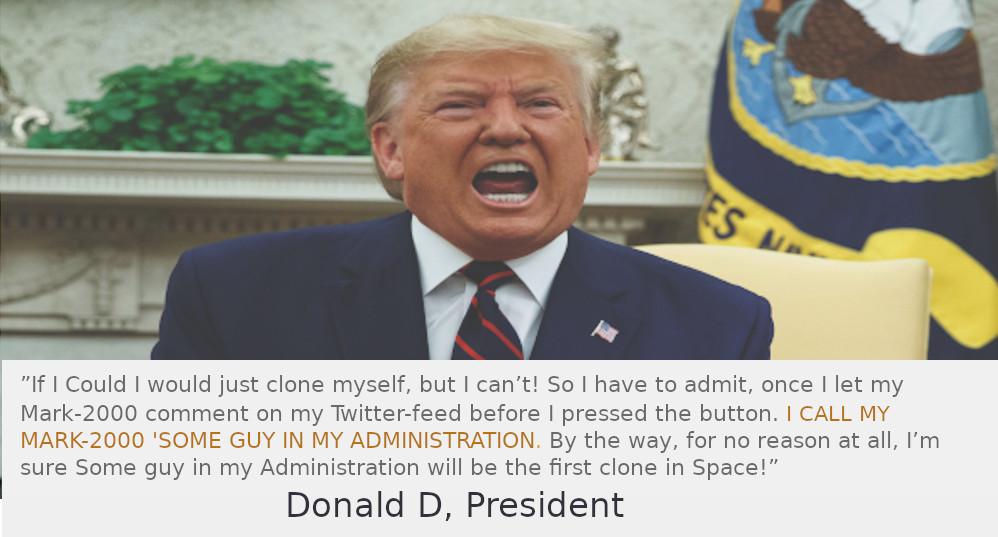 ”If I Could I would just clone myself, but I can’t! So I have to admit, once I let my
Mark-2000 comment on my Twitter-feed before I pressed the button. I CALL MY
MARK-2000 'SOME GUY IN MY ADMINISTRATION. By the way, for no reason at all, I’m
sure Some guy in my Administration will be the first clone in Space!”
Donald D, President